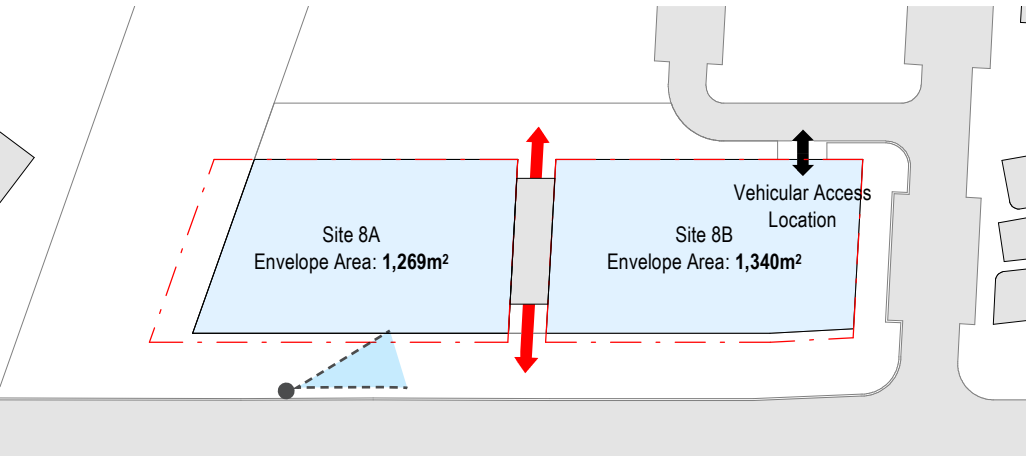 Vehicular Access
Location
Site 8A
Envelope Area: 1,269m²
Site 8B
Envelope Area: 1,340m²